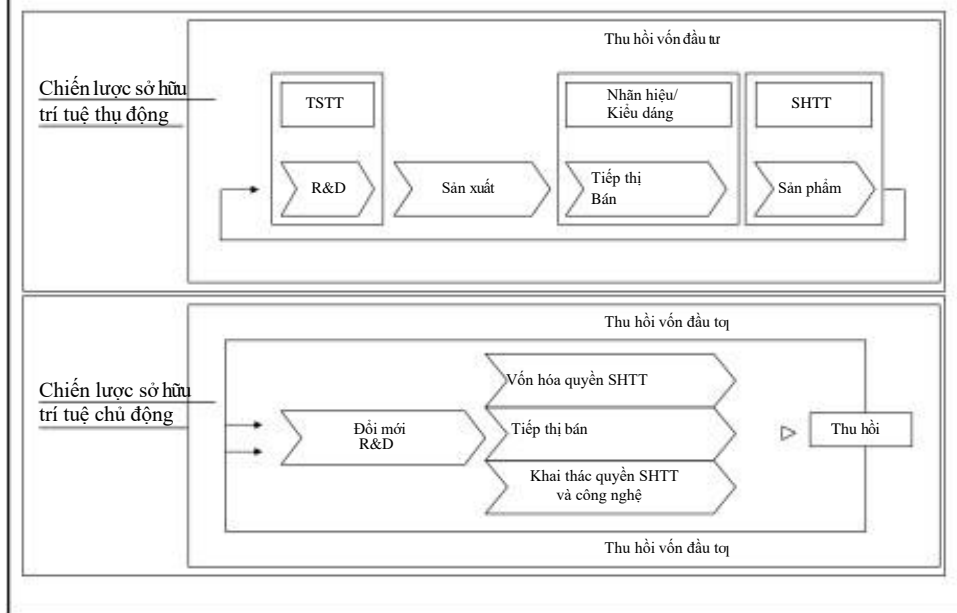 Thu hồi vốn đầu tư
Chiến lược sở hữu
trí tuệ thụ động
TSTT
Nhãn hiệu/
Kiểu dáng
SHTT
R&D
Sản xuất
Tiếp thị
Bán
Sản phẩm
Thu hồi vốn đầu tƣ
Chiến lược sở hữu
trí tuệ chủ động
Vốn hóa quyền SHTT
Đổi mới
R&D
Tiếp thị bán
Thu hồi
Khai thác quyền SHTT
và công nghệ
Thu hồi vốn đầu tƣ